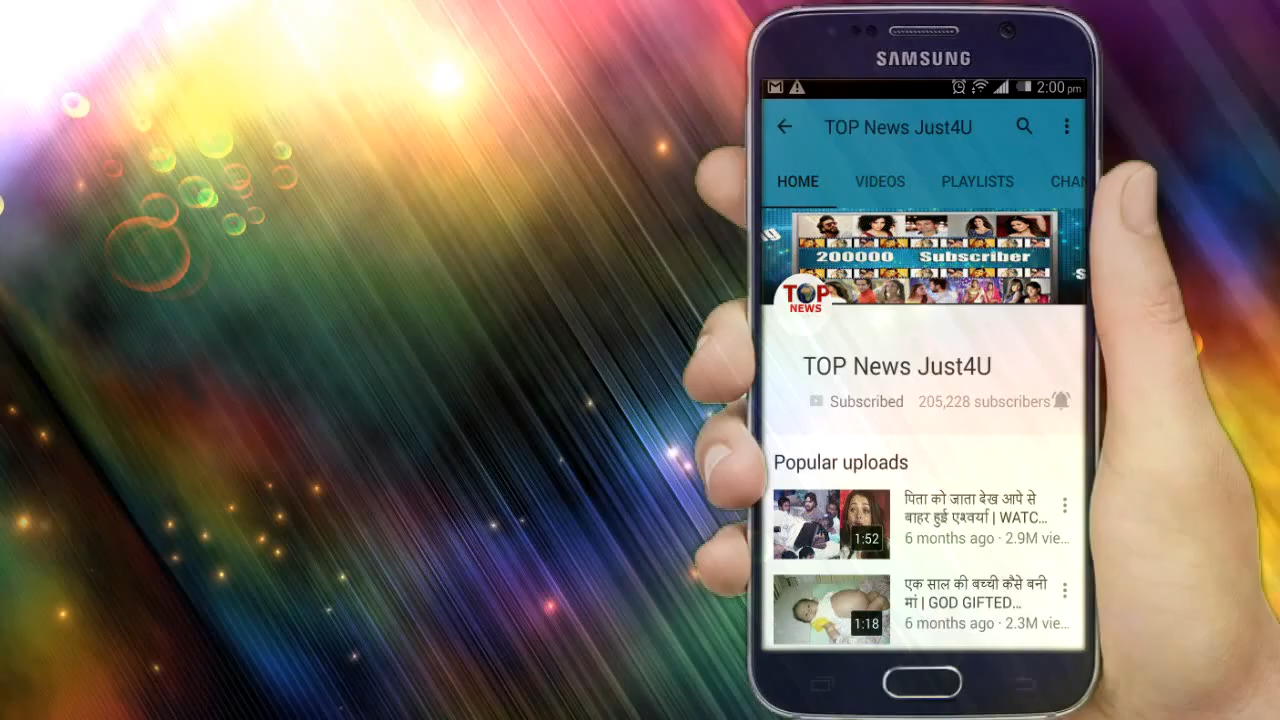 SAMSUNG
2:00 pm
TOP News Just4U
HOME VIDEOS PLAYLISTS CHAN
200000 Subscriber
TOP
NEWS
TOP News Just4U
Subscribed 205,228 subscribers
Popular uploads
पिता को जाता देख आपे से
बाहर हुई एश्वर्या | WATC...
6 months ago · 2.9M vie...
1:52
एक साल की बच्ची कैसे बनी
मां | GOD GIFTED...
6 months ago · 2.3M vie...
1:18